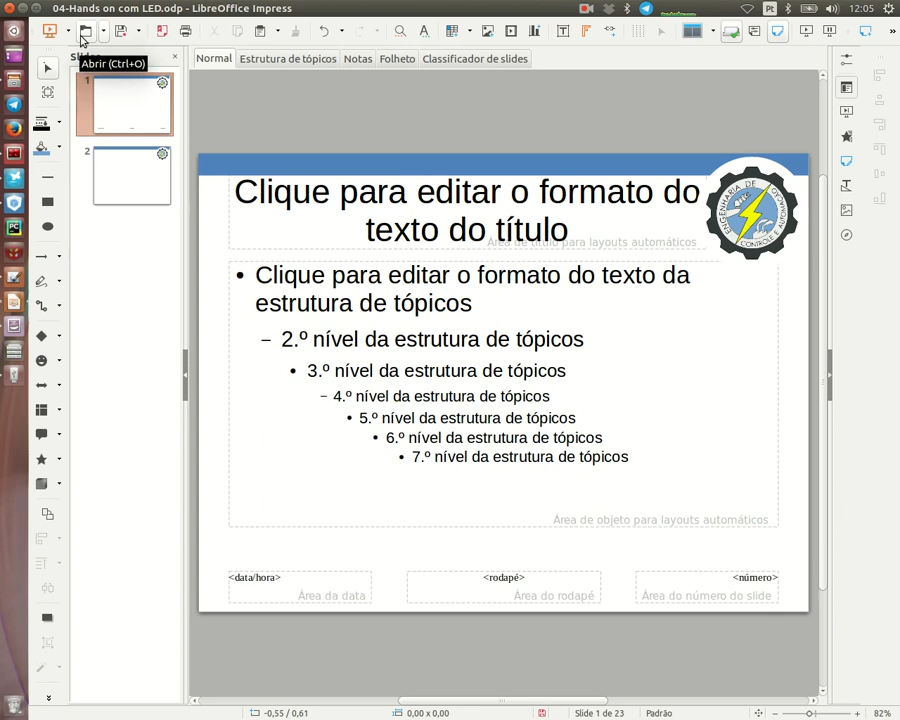 04-Hands on com LED.odp - LibreOffice Impress
Pt
12:05
Abrir (Ctrl+O)
Normal
Estrutura de tópicos
Notas
Folheto
Classificador de slides
1
2
Clique para editar o formato do
texto do título
Área de título para layouts automáticos
ENGENHARIA DE
CONTROLE E AUTOMAÇÃO
• Clique para editar o formato do texto da
estrutura de tópicos
– 2.º nível da estrutura de tópicos
• 3.º nível da estrutura de tópicos
– 4.º nível da estrutura de tópicos
• 5.º nível da estrutura de tópicos
• 6.º nível da estrutura de tópicos
• 7.º nível da estrutura de tópicos
Área de objeto para layouts automáticos
<data/hora>
<rodapé>
<número>
Área da data
Área do rodapé
Área do número do slide
-0,55 / 0,61
0,00 x 0,00
Slide 1 de 23
Padrão
82%